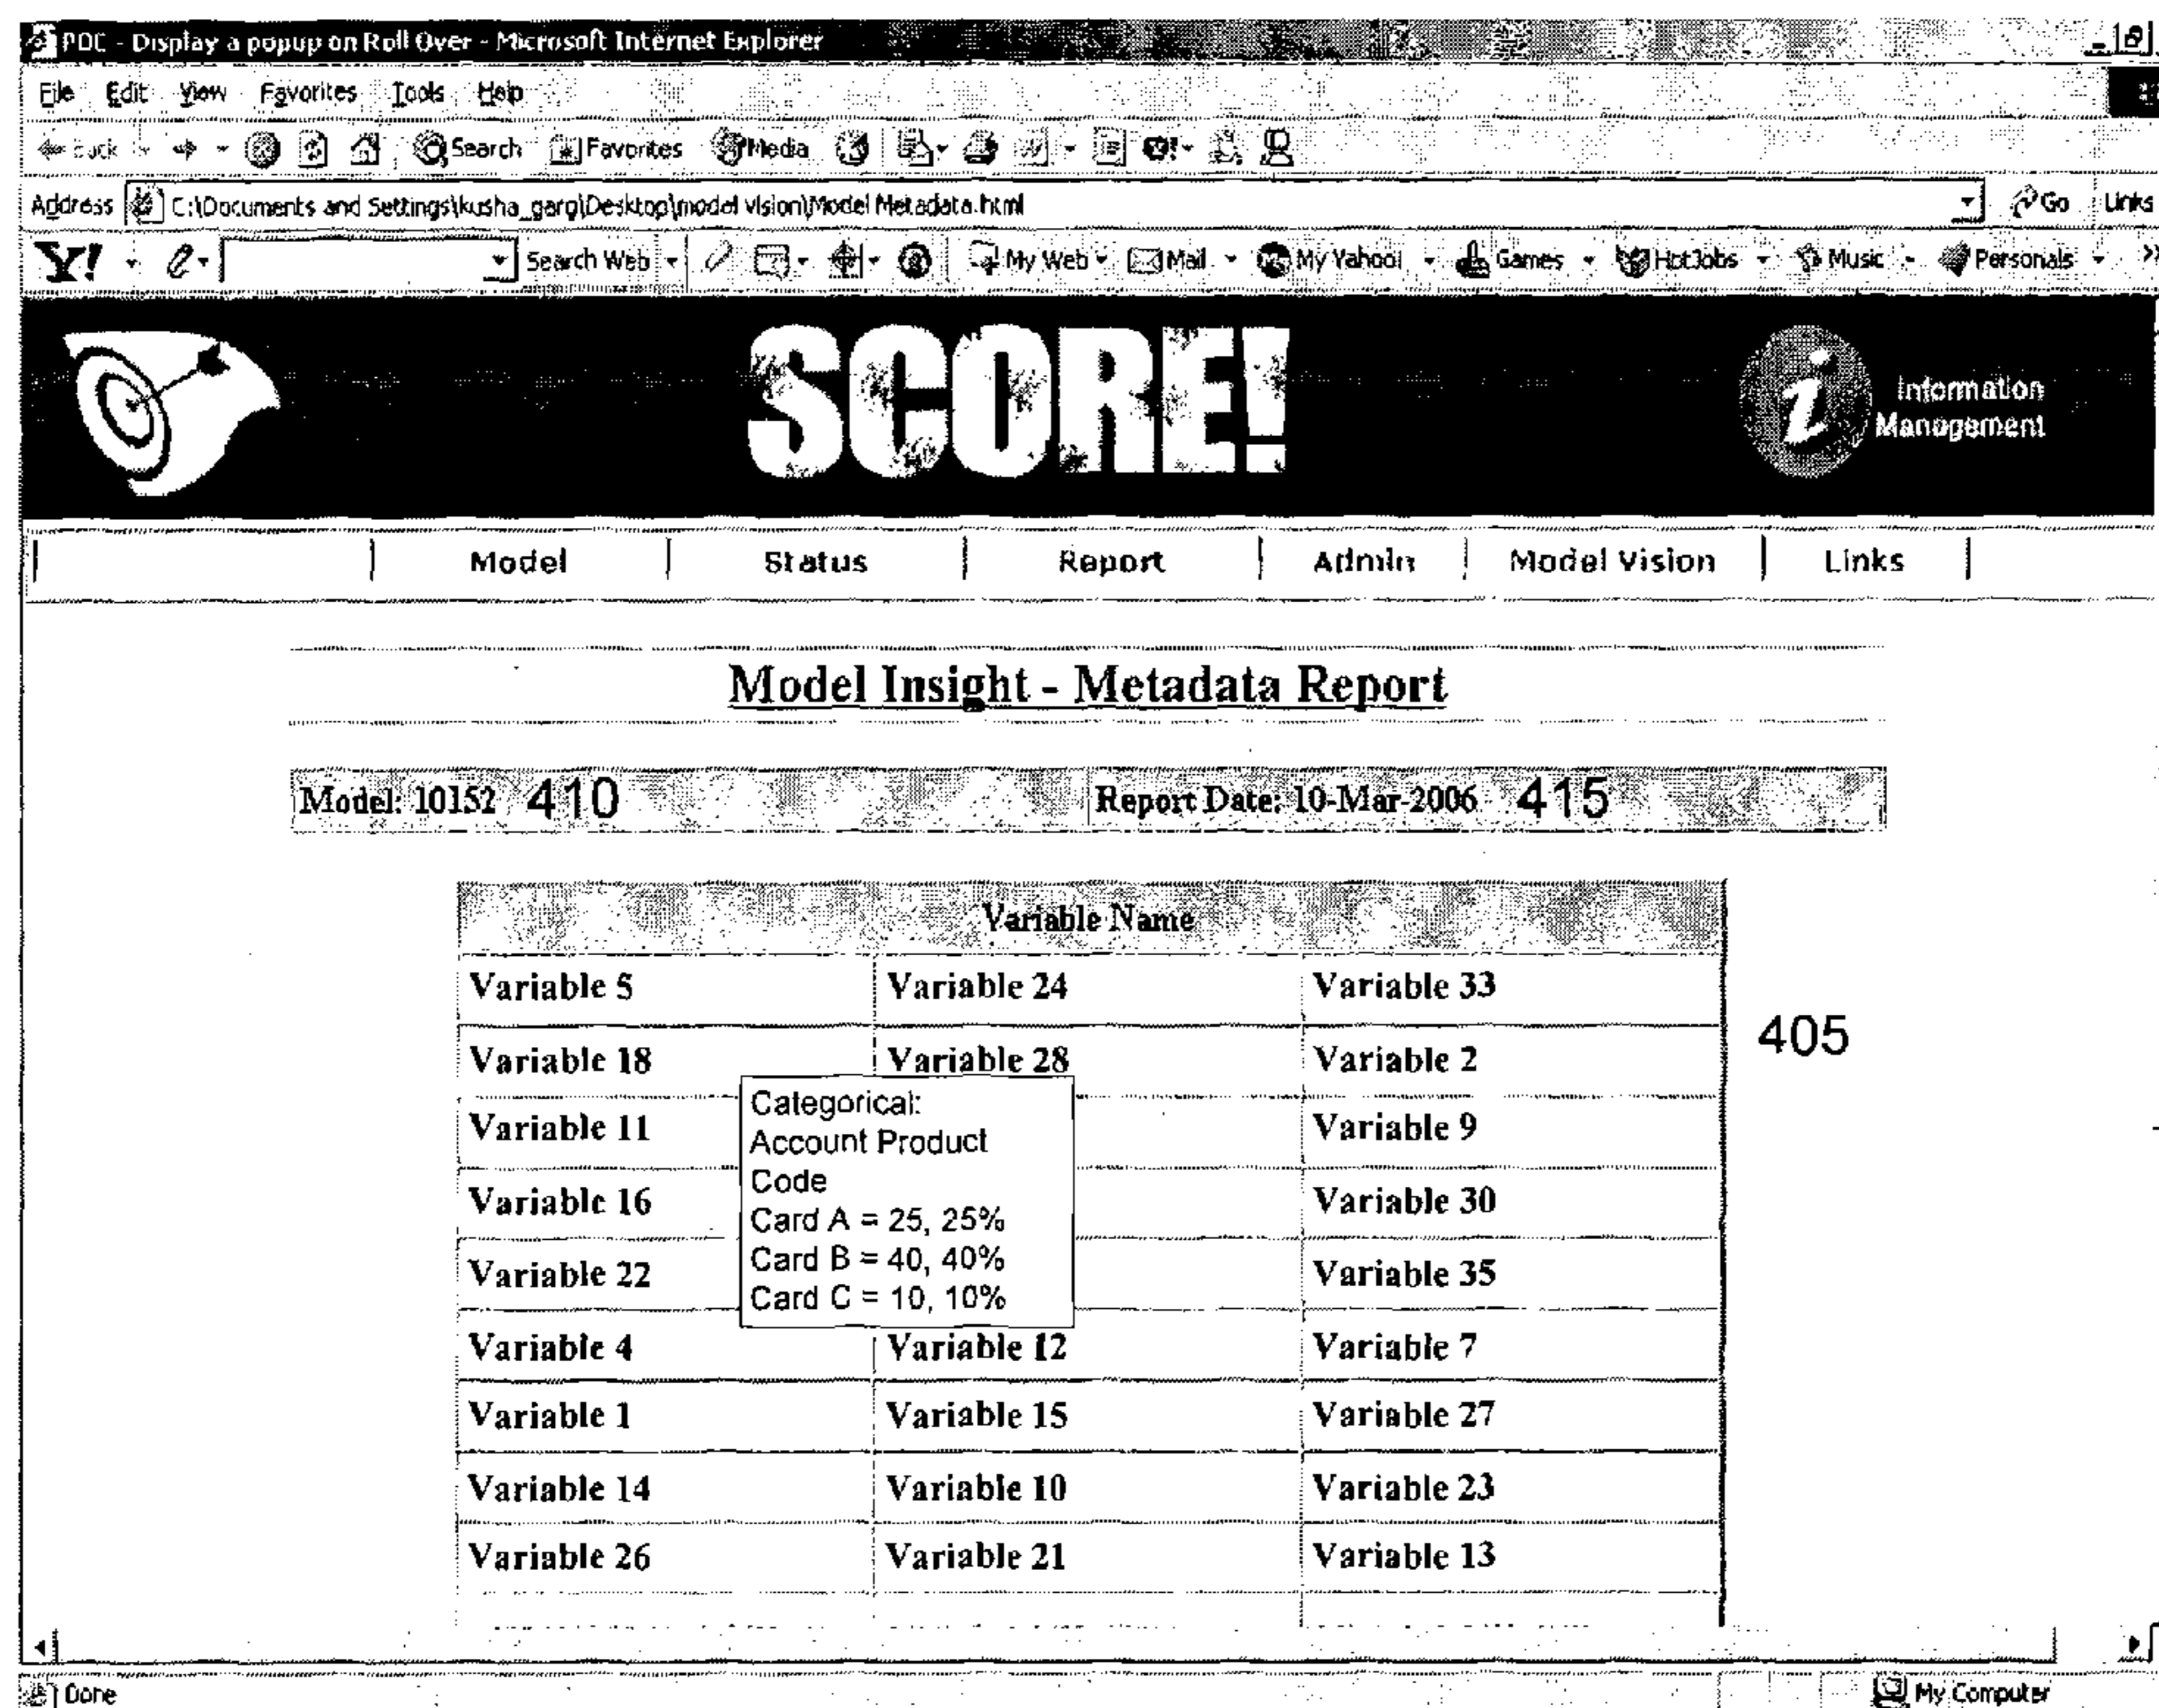 POC - Display a popup on Roll Over - Microsoft Internet Explorer
File Edit View Favorites Tools Help
Back Search Favorites Media
Address C:\Documents and Settings\kusha_garg\Desktop\model vision\Model Metadata.html Go Links
Y! Search Web My Web Mail My Yahoo! Games HotJobs Music Personals »
SCORE!
i Information
Management
Model Status Report Admin Model Vision Links
Model Insight - Metadata Report
Model: 10152 410 Report Date: 10-Mar-2006 415
Variable Name
Variable 5 Variable 24 Variable 33
405
Variable 18 Variable 28 Variable 2
Categorical:
Variable 11 Account Product Variable 9
Code
Variable 16 Card A = 25, 25% Variable 30
Card B = 40, 40%
Variable 22 Card C = 10, 10% Variable 35
Variable 4 Variable 12 Variable 7
Variable 1 Variable 15 Variable 27
Variable 14 Variable 10 Variable 23
Variable 26 Variable 21 Variable 13
Done My Computer